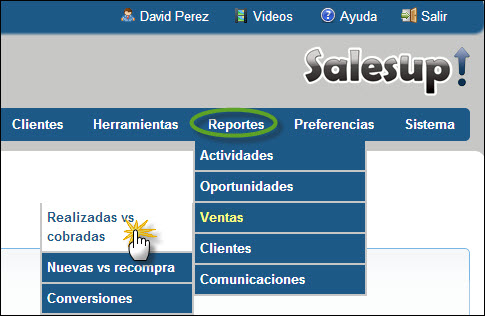 David Perez Videos Ayuda Salir
Salesup!
Clientes Herramientas Reportes Preferencias Sistema
Actividades
Oportunidades
Ventas
Clientes
Comunicaciones
Realizadas vs
cobradas
Nuevas vs recompra
Conversiones